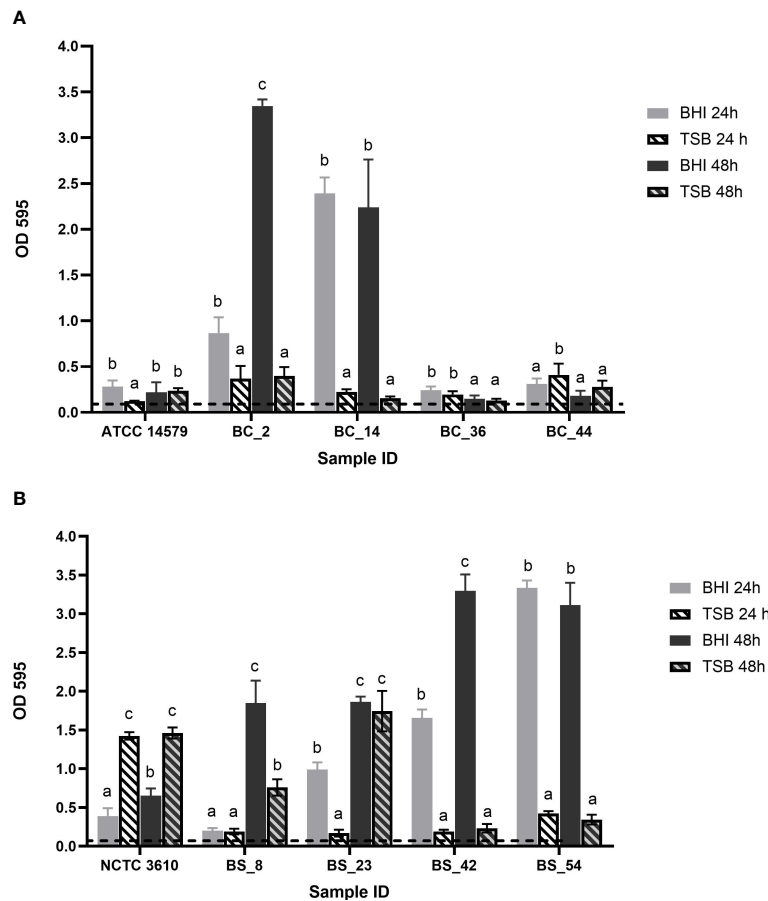 A
4.0
3.5
3.0
2.5
2.0
1.5
1.0
0.5
0.0
OD 595
b a b b
b a c a
b a b a
b b a a
a b a a
ATCC 14579 BC_2 BC_14 BC_36 BC_44
Sample ID
BHI 24h
TSB 24 h
BHI 48h
TSB 48h
B
4.0
3.5
3.0
2.5
2.0
1.5
1.0
0.5
0.0
OD 595
a c b c
a a c b
b a c c
b a c a
b a b a
NCTC 3610 BS_8 BS_23 BS_42 BS_54
Sample ID
BHI 24h
TSB 24 h
BHI 48h
TSB 48h